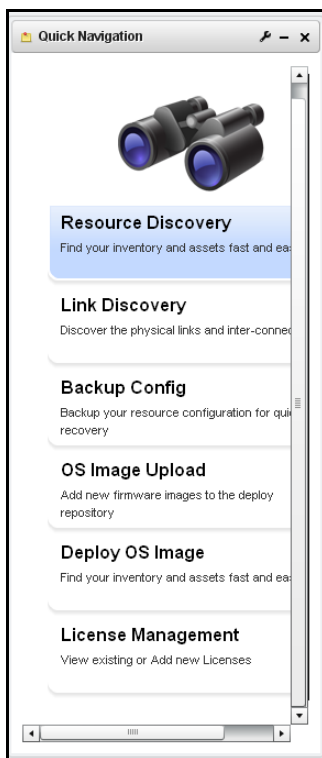 Quick Navigation
Resource Discovery
Find your inventory and assets fast and ea
Link Discovery
Discover the physical links and inter-connec
Backup Config
Backup your resource configuration for qui
recovery
OS Image Upload
Add new firmware images to the deploy
repository
Deploy OS Image
Find your inventory and assets fast and ea
License Management
View existing or Add new Licenses